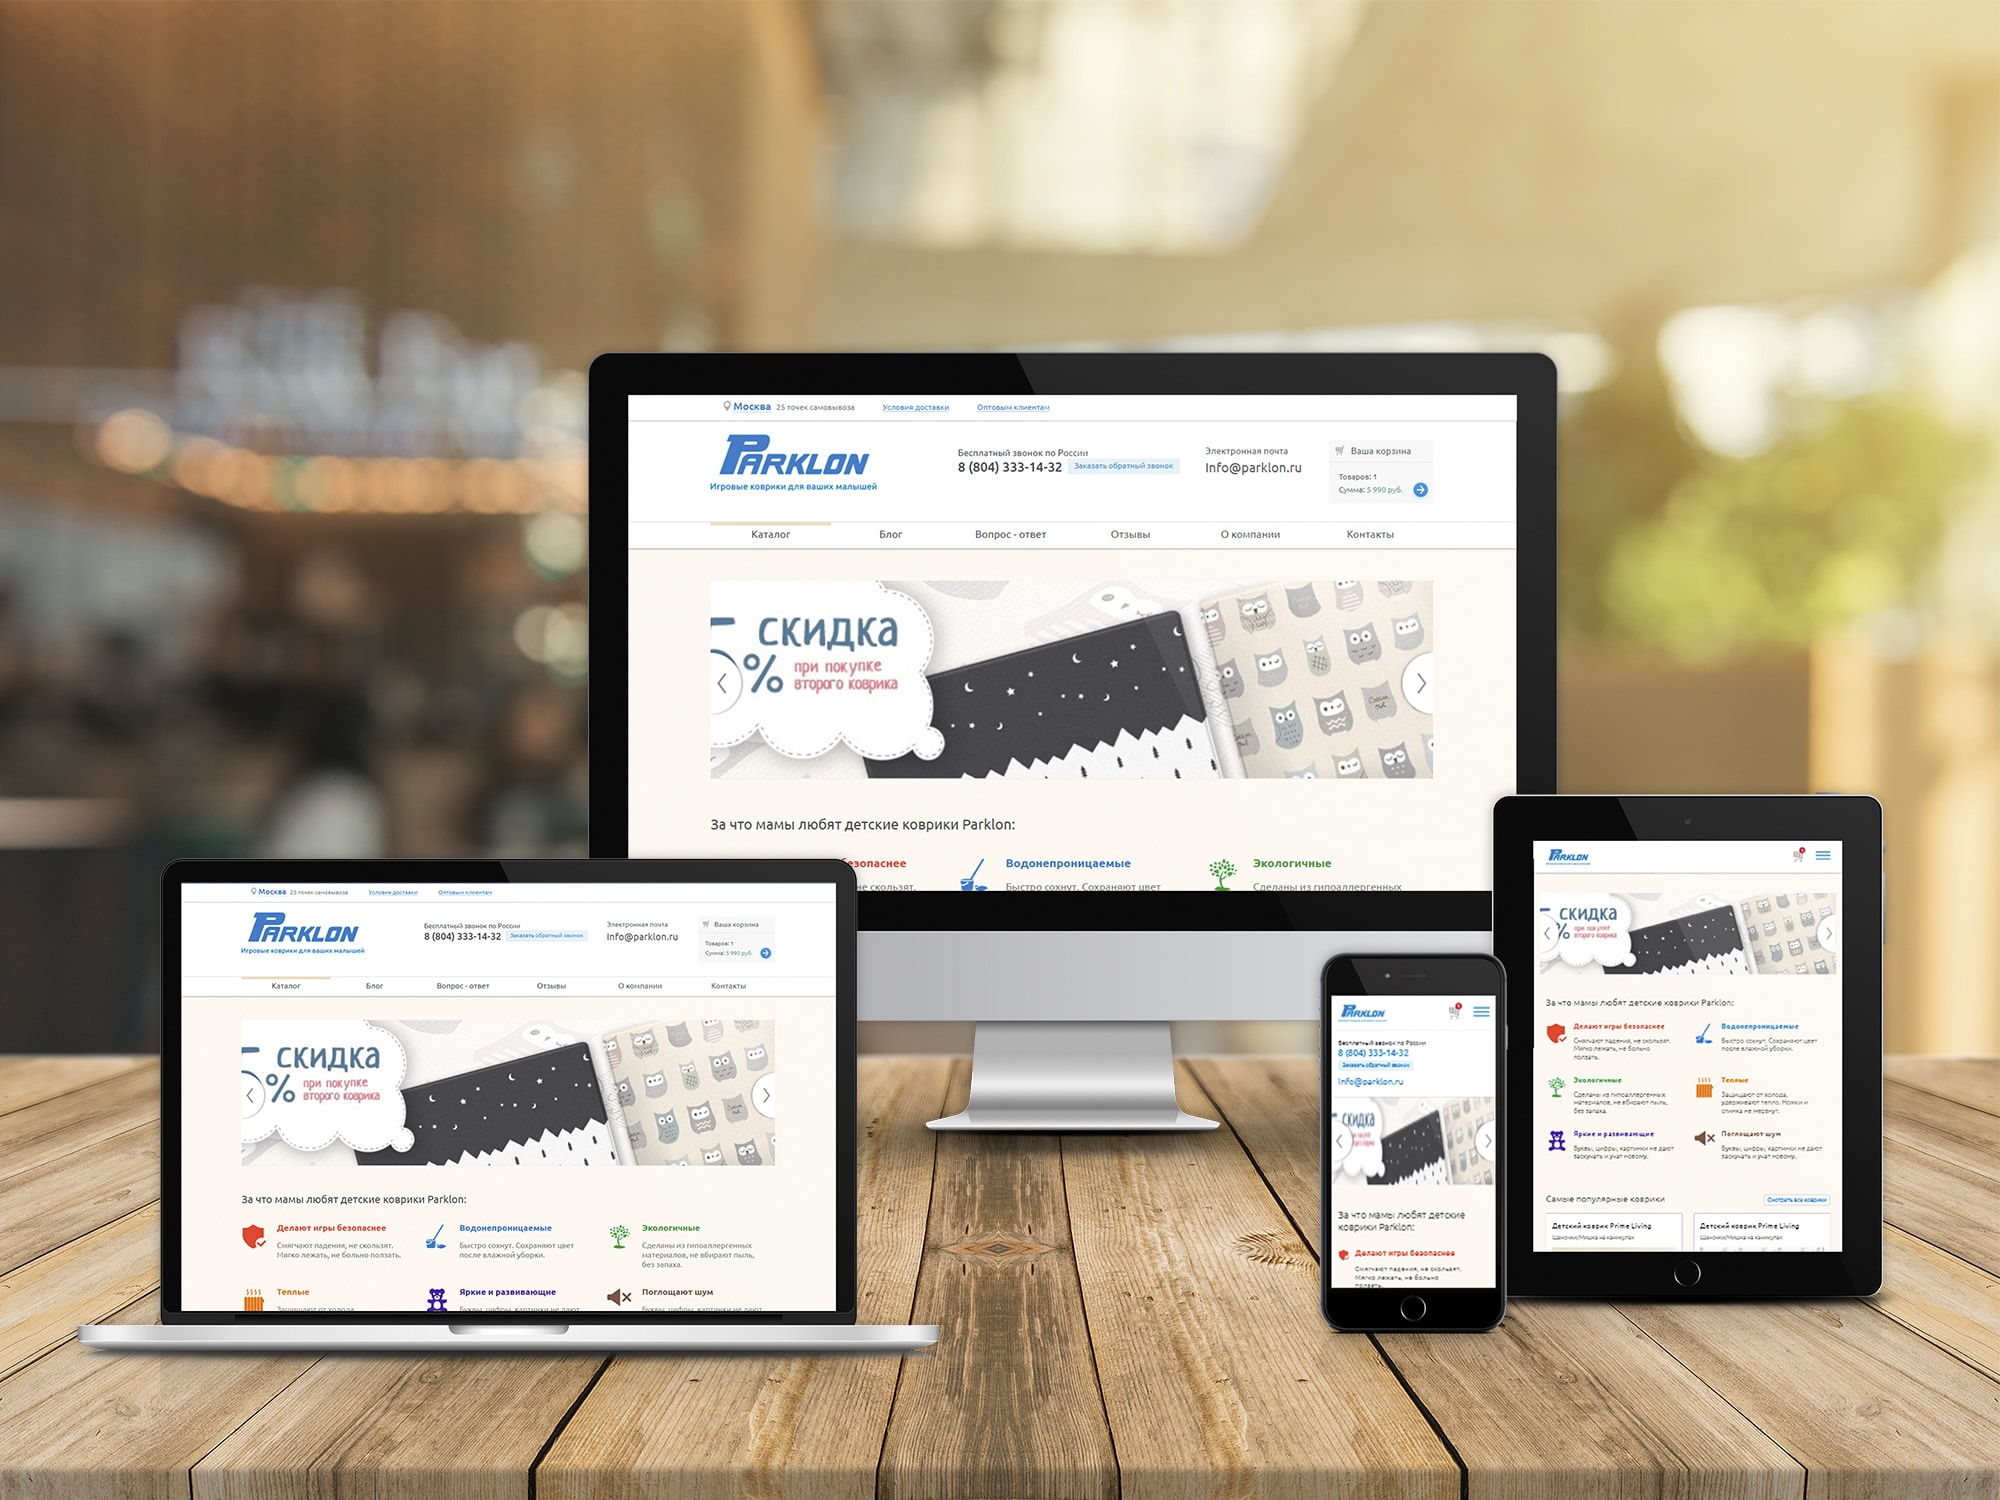 Москва 25 точек самовывоза Условия доставки Оптовым клиентам
PARKLON
Игровые коврики для ваших малышей
Бесплатный звонок по России
8 (804) 333-14-32 Заказать обратный звонок
Электронная почта
Info@parklon.ru
Ваша корзина
Товаров: 1
Сумма: 5 990 руб.
Каталог Блог Вопрос - ответ Отзывы О компании Контакты
5 скидка
% при покупке
второго коврика
За что мамы любят детские коврики Parklon:
безопаснее Водонепроницаемые Экологичные
не скользят. Быстро сохнут. Сохраняют цвет Сделаны из гипоаллергенных
Москва 25 точек самовывоза Условия доставки Оптовым клиентам
PARKLON
Игровые коврики для ваших малышей
Бесплатный звонок по России
8 (804) 333-14-32 Заказать обратный звонок
Электронная почта
Info@parklon.ru
Ваша корзина
Товаров: 1
Сумма: 5 990 руб.
Каталог Блог Вопрос - ответ Отзывы О компании Контакты
5 скидка
% при покупке
второго коврика
За что мамы любят детские коврики Parklon:
Делают игры безопаснее
Смягчают падения, не скользят.
Мягко лежать, не больно ползать.
Водонепроницаемые
Быстро сохнут. Сохраняют цвет
после влажной уборки.
Экологичные
Сделаны из гипоаллергенных
материалов, не вбирают пыль,
без запаха.
Теплые
Защищают от холода
Яркие и развивающие
Буквы, цифры, картинки не дают
Поглощают шум
Буквы, цифры, картинки не дают
PARKLON
Бесплатный звонок по России
8 (804) 333-14-32
Заказать обратный звонок
Info@parklon.ru
скидка
За что мамы любят детские
коврики Parklon:
Делают игры безопаснее
Смягчают падения, не скользят.
Мягко лежать, не больно
ползать.
PARKLON
скидка
% при покупке
второго коврика
За что мамы любят детские коврики Parklon:
Делают игры безопаснее
Смягчают падения, не скользят.
Мягко лежать, не больно
ползать.
Водонепроницаемые
Быстро сохнут. Сохраняют цвет
после влажной уборки.
Экологичные
Сделаны из гипоаллергенных
материалов, не вбирают пыль,
без запаха.
Теплые
Защищают от холода,
удерживают тепло. Ножки и
спинка не мерзнут.
Яркие и развивающие
Буквы, цифры, картинки не дают
заскучать и учат новому.
Поглощают шум
Буквы, цифры, картинки не дают
заскучать и учат новому.
Самые популярные коврики Смотреть все коврики
Детский коврик Prime Living
Щеночки/Мишка на каникулах
Детский коврик Prime Living
Щеночки/Мишка на каникулах